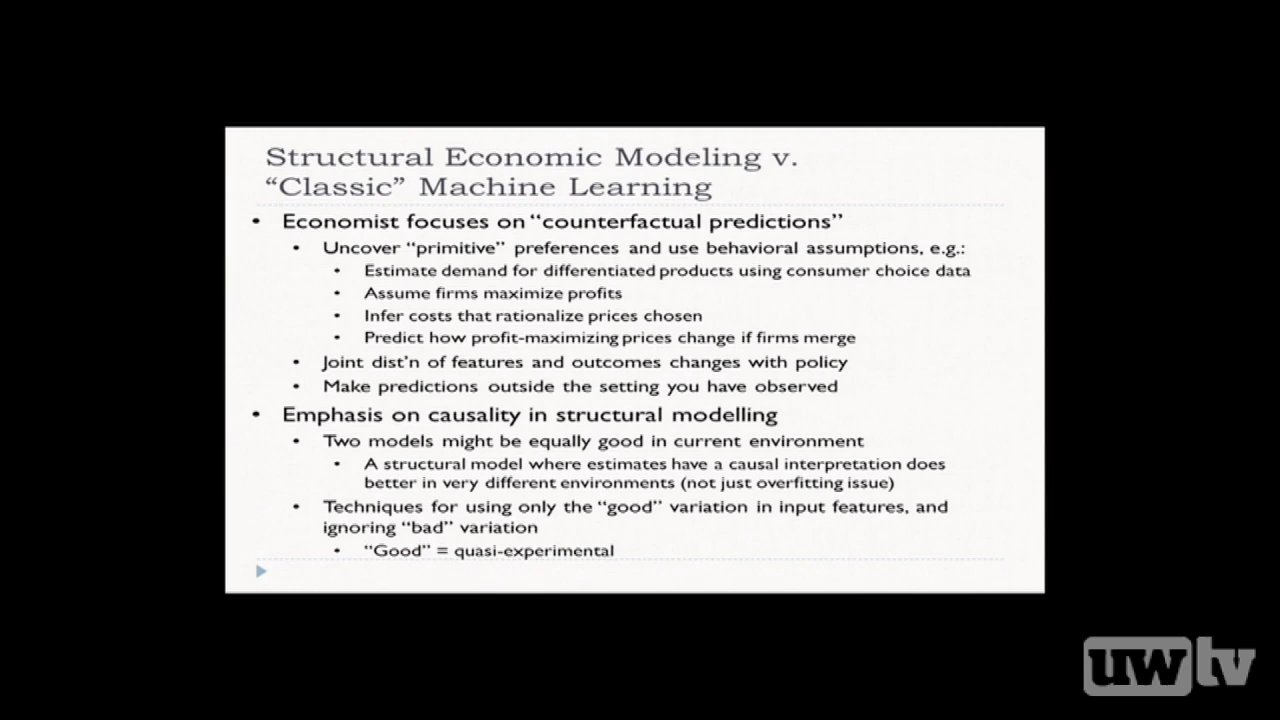 Structural Economic Modeling v.
“Classic” Machine Learning
• Economist focuses on “counterfactual predictions”
• Uncover “primitive” preferences and use behavioral assumptions, e.g.:
• Estimate demand for differentiated products using consumer choice data
• Assume firms maximize profits
• Infer costs that rationalize prices chosen
• Predict how profit-maximizing prices change if firms merge
• Joint dist’n of features and outcomes changes with policy
• Make predictions outside the setting you have observed
• Emphasis on causality in structural modelling
• Two models might be equally good in current environment
• A structural model where estimates have a causal interpretation does
better in very different environments (not just overfitting issue)
• Techniques for using only the “good” variation in input features, and
ignoring “bad” variation
• “Good” = quasi-experimental
uwtv